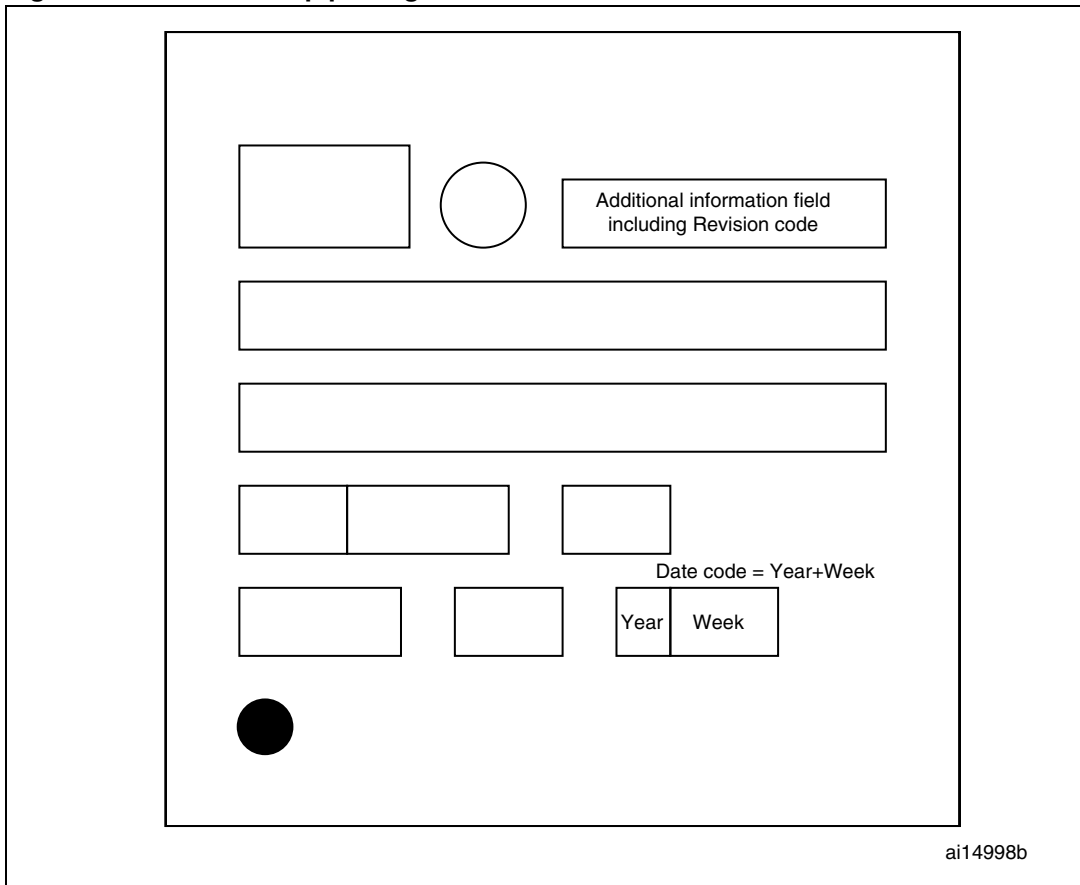 Additional information field
including Revision code
Date code = Year+Week
Year Week
ai14998b